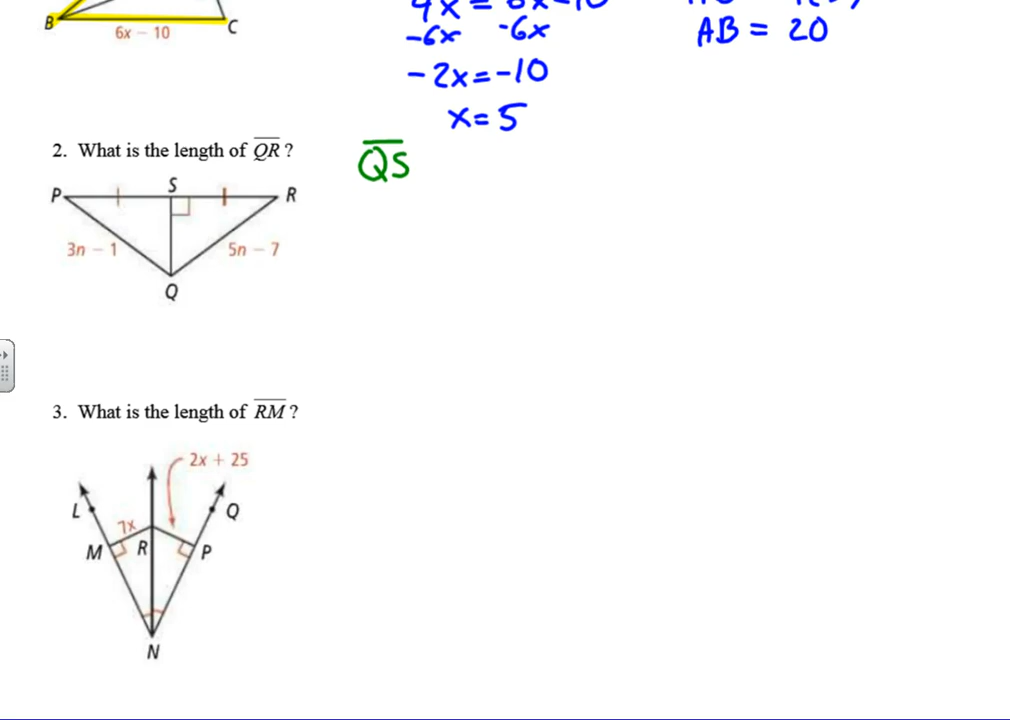 B
6x − 10
C
-6x -6x
AB = 20
-2x = -10
x = 5
2. What is the length of QR ?
QS
P
S
R
3n − 1
5n − 7
Q
3. What is the length of RM ?
2x + 25
L
Q
7x
M
R
P
N